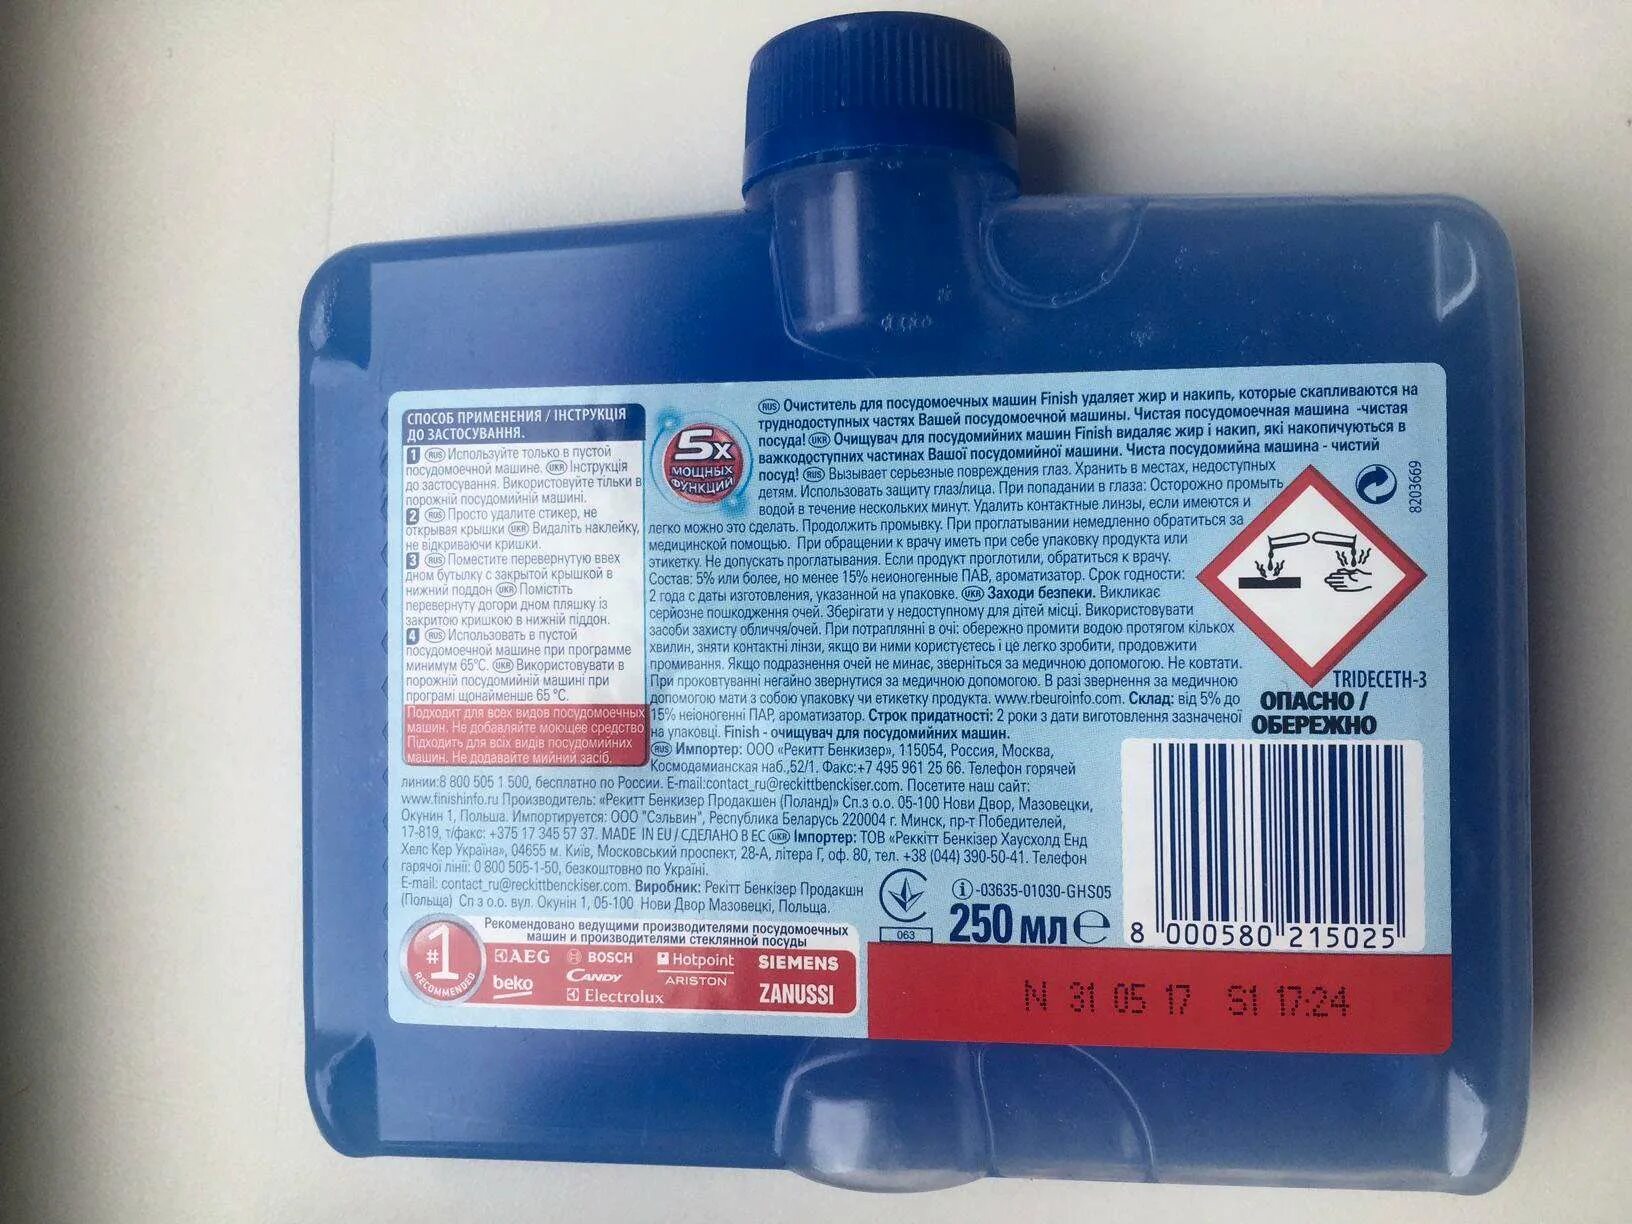 СПОСОБ ПРИМЕНЕНИЯ / ІНСТРУКЦІЯ
ДО ЗАСТОСУВАННЯ.
1 RUS Используйте только в пустой
посудомоечной машине. UKR Інструкція
до застосування. Використовуйте тільки в
порожній посудомийній машині.
2 RUS Просто удалите стикер, не
открывая крышки UKR Видаліть наклейку,
не відкриваючи кришки.
3 RUS Поместите перевернутую вверх
дном бутылку с закрытой крышкой в
нижний поддон UKR Помістіть
перевернуту догори дном пляшку із
закритою кришкою в нижній піддон.
4 RUS Использовать в пустой
посудомоечной машине при программе
минимум 65°С. UKR Використовувати в
порожній посудомийній машині при
програмі щонайменше 65 °С.
Подходит для всех видов посудомоечных
машин. Не добавляйте моющее средство
Підходить для всіх видів посудомийних
машин. Не додавайте мийний засіб.
5x
МОЩНЫХ
ФУНКЦИЙ
RUS Очиститель для посудомоечных машин Finish удаляет жир и накипь, которые скапливаются на
труднодоступных частях Вашей посудомоечной машины. Чистая посудомоечная машина -чистая
посуда! UKR Очищувач для посудомийних машин Finish видаляє жир і накип, які накопичуються в
важкодоступних частинах Вашої посудомийної машини. Чиста посудомийна машина - чистий
посуд! RUS Вызывает серьезные повреждения глаз. Хранить в местах, недоступных
детям. Использовать защиту глаз/лица. При попадании в глаза: Осторожно промыть
водой в течение нескольких минут. Удалить контактные линзы, если имеются и
легко можно это сделать. Продолжить промывку. При проглатывании немедленно обратиться за
медицинской помощью. При обращении к врачу иметь при себе упаковку продукта или
этикетку. Не допускать проглатывания. Если продукт проглотили, обратиться к врачу.
Состав: 5% или более, но менее 15% неионогенные ПАВ, ароматизатор. Срок годности:
2 года с даты изготовления, указанной на упаковке. UKR Заходи безпеки. Викликає
серйозне пошкодження очей. Зберігати у недоступному для дітей місці. Використовувати
засоби захисту обличчя/очей. При потраплянні в очі: обережно промити водою протягом кількох
хвилин, зняти контактні лінзи, якщо ви ними користуєтесь і це легко зробити, продовжити
промивання. Якщо подразнення очей не минає, зверніться за медичною допомогою. Не ковтати.
При проковтуванні негайно звернутися за медичною допомогою. В разі звернення за медичною
допомогою мати з собою упаковку чи етикетку продукта. www.rbeuroinfo.com. Склад: від 5% до
15% неіоногенні ПАР, ароматизатор. Строк придатності: 2 роки з дати виготовлення зазначеної
на упаковці. Finish - очищувач для посудомийних машин.
RUS Импортер: ООО «Рекитт Бенкизер», 115054, Россия, Москва,
Космодамианская наб.,52/1. Факс:+7 495 961 25 66. Телефон горячей
линии:8 800 505 1 500, бесплатно по России. E-mail:contact_ru@reckittbenckiser.com. Посетите наш сайт:
www.finishinfo.ru Производитель: «Рекитт Бенкизер Продакшен (Поланд)» Сп.з о.о. 05-100 Нови Двор, Мазовецки,
Окунин 1, Польша. Импортируется: ООО "Сэльвин", Республика Беларусь 220004 г. Минск, пр-т Победителей,
17-819, т/факс: +375 17 345 57 37. MADE IN EU / СДЕЛАНО В ЕС UKR Імпортер: ТОВ «Реккітт Бенкізер Хаусхолд Енд
Хелс Кер Україна», 04655 м. Київ, Московський проспект, 28-А, літера Г, оф. 80, тел. +38 (044) 390-50-41. Телефон
гарячої лінії: 0 800 505-1-50, безкоштовно по Україні.
E-mail: contact_ru@reckittbenckiser.com. Виробник: Рекітт Бенкізер Продакшн
(Польща) Сп з о.о. вул. Окунін 1, 05-100 Нови Двор Мазовецкі, Польща.
8203669
TRIDECETH-3
ОПАСНО /
ОБЕРЕЖНО
063
i-03635-01030-GHS05
250 мл e
8 000580 215025
#1
RECOMMENDED
Рекомендовано ведущими производителями посудомоечных
машин и производителями стеклянной посуды
AEG BOSCH Hotpoint SIEMENS
beko CANDY ARISTON
Electrolux ZANUSSI
N 31 05 17 S1 17:24